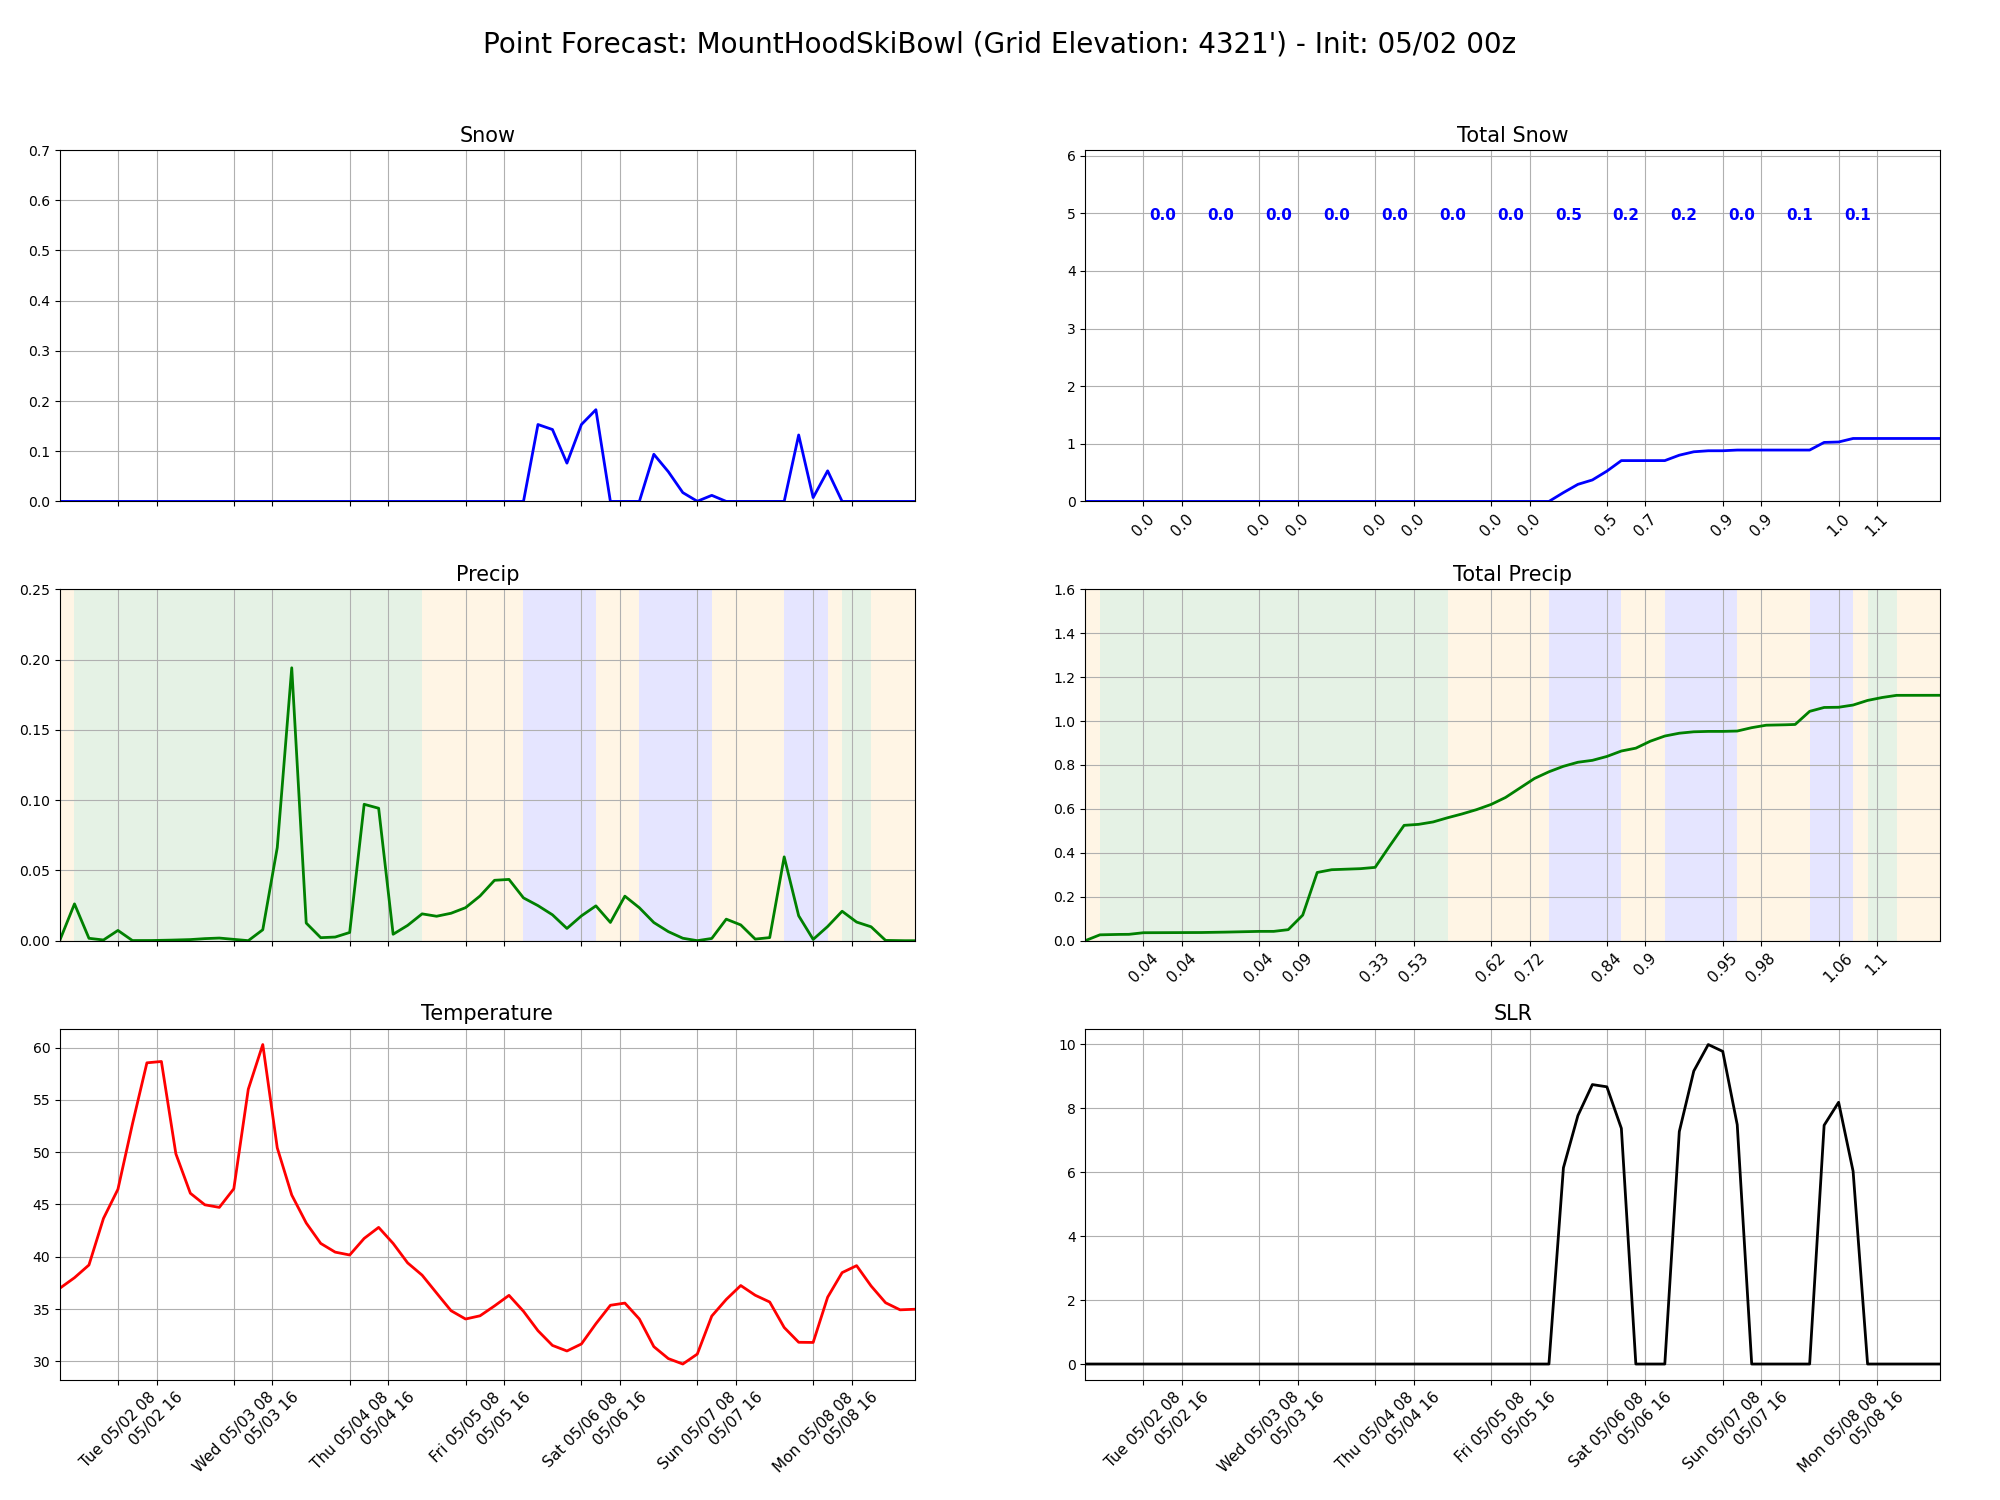 Point Forecast: MountHoodSkiBowl (Grid Elevation: 4321') - Init: 05/02 00z
Snow
0.7
0.6
0.5
0.4
0.3
0.2
0.1
0.0
Total Snow
6
5
4
3
2
1
0
0.0 0.0 0.0 0.0 0.0 0.0 0.0 0.5 0.2 0.2 0.0 0.1 0.1
0.0 0.0 0.0 0.0 0.0 0.0 0.0 0.0 0.5 0.7 0.9 0.9 1.0 1.1
Precip
0.25
0.20
0.15
0.10
0.05
0.00
Total Precip
1.6
1.4
1.2
1.0
0.8
0.6
0.4
0.2
0.0
0.04 0.04 0.04 0.09 0.33 0.53 0.62 0.72 0.84 0.9 0.95 0.98 1.06 1.1
Temperature
60
55
50
45
40
35
30
Tue 05/02 08
05/02 16
Wed 05/03 08
05/03 16
Thu 05/04 08
05/04 16
Fri 05/05 08
05/05 16
Sat 05/06 08
05/06 16
Sun 05/07 08
05/07 16
Mon 05/08 08
05/08 16
SLR
10
8
6
4
2
0
Tue 05/02 08
05/02 16
Wed 05/03 08
05/03 16
Thu 05/04 08
05/04 16
Fri 05/05 08
05/05 16
Sat 05/06 08
05/06 16
Sun 05/07 08
05/07 16
Mon 05/08 08
05/08 16